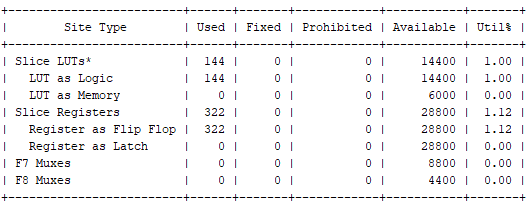 +-------------------------+------+-------+------------+-----------+-------+
|        Site Type        | Used | Fixed | Prohibited | Available | Util% |
+-------------------------+------+-------+------------+-----------+-------+
| Slice LUTs*             |  144 |     0 |          0 |     14400 |  1.00 |
|   LUT as Logic          |  144 |     0 |          0 |     14400 |  1.00 |
|   LUT as Memory         |    0 |     0 |          0 |      6000 |  0.00 |
| Slice Registers         |  322 |     0 |          0 |     28800 |  1.12 |
|   Register as Flip Flop |  322 |     0 |          0 |     28800 |  1.12 |
|   Register as Latch     |    0 |     0 |          0 |     28800 |  0.00 |
| F7 Muxes                |    0 |     0 |          0 |      8800 |  0.00 |
| F8 Muxes                |    0 |     0 |          0 |      4400 |  0.00 |
+-------------------------+------+-------+------------+-----------+-------+